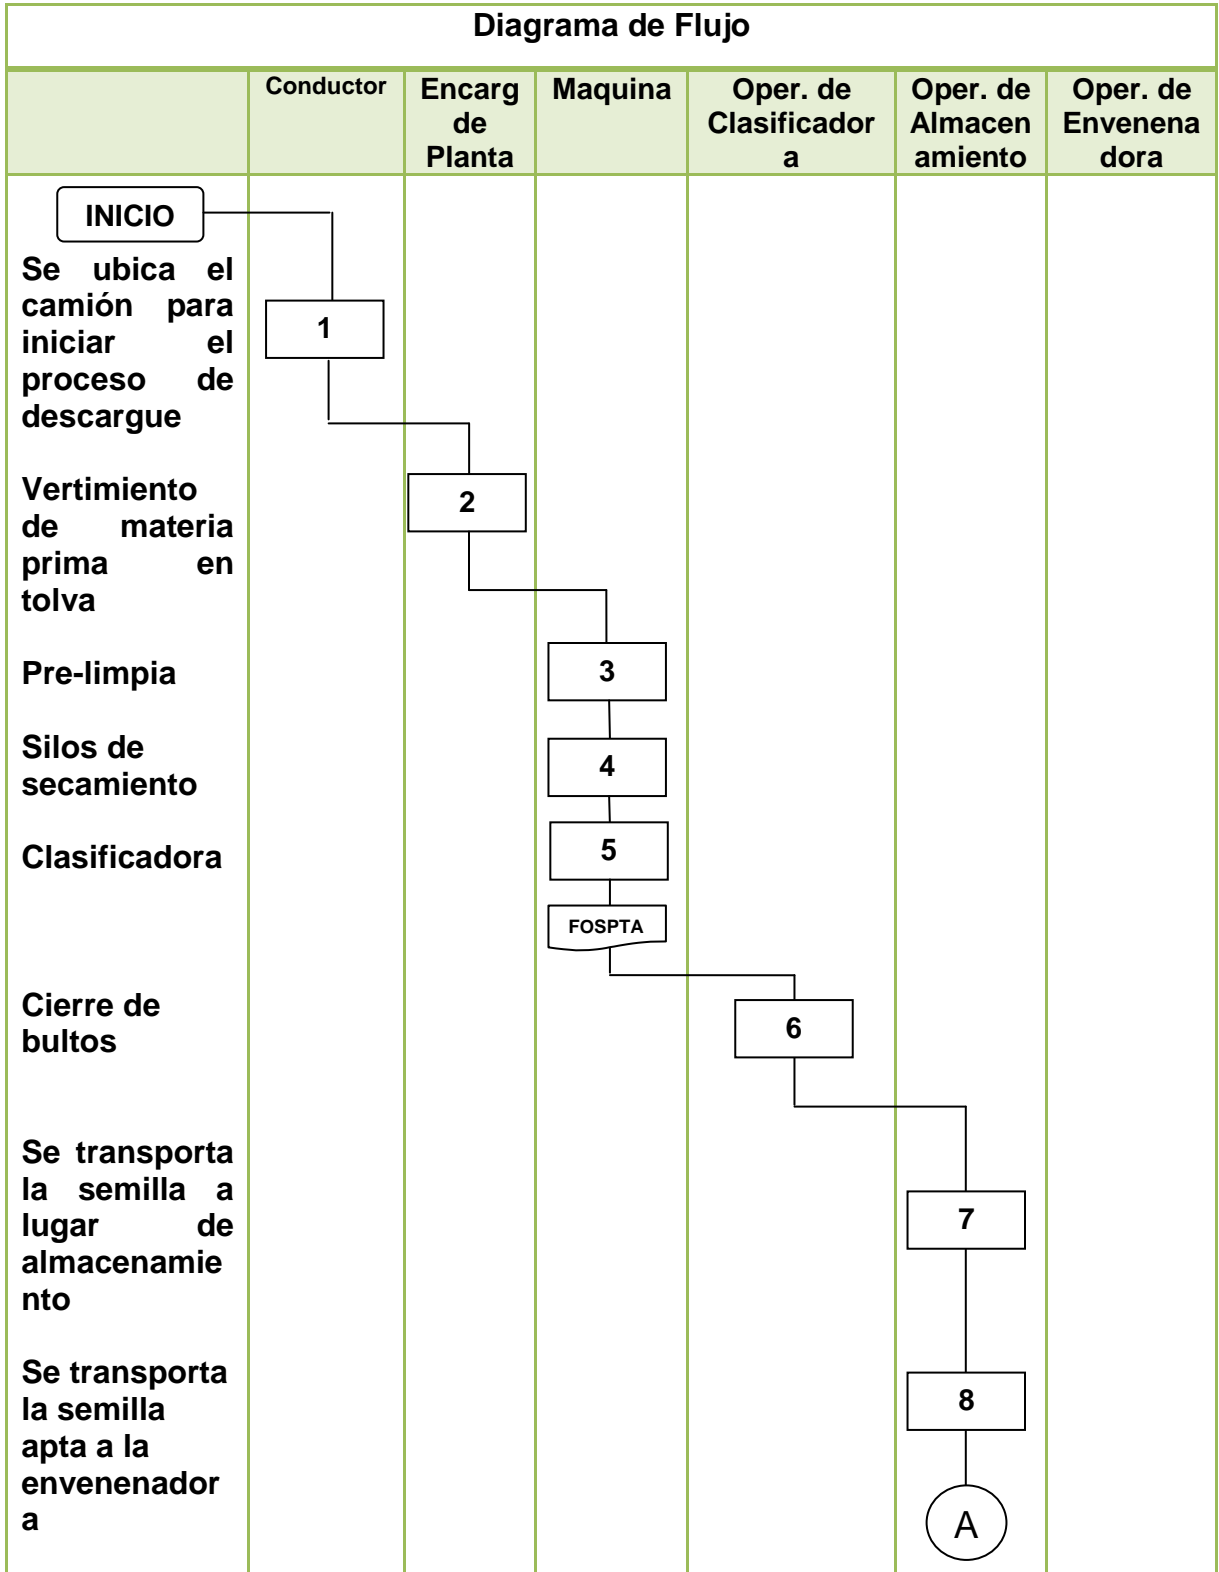 Diagrama de Flujo
Conductor
Encarg
de
Planta
Maquina
Oper. de
Clasificador
a
Oper. de
Almacen
amiento
Oper. de
Envenena
dora
INICIO
Se ubica el
camión para
iniciar el
proceso de
descargue
1
Vertimiento
de materia
prima en
tolva
2
Pre-limpia
3
Silos de
secamiento
4
Clasificadora
5
FOSPTA
Cierre de
bultos
6
Se transporta
la semilla a
lugar de
almacenamie
nto
7
Se transporta
la semilla
apta a la
envenenador
a
8
A